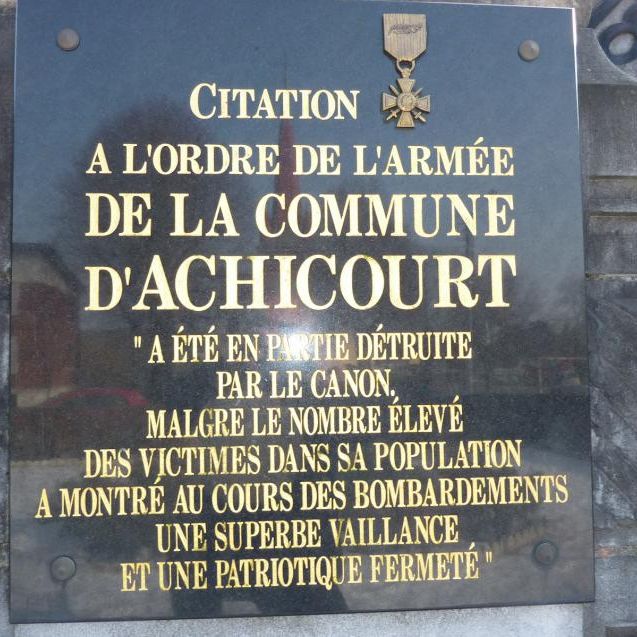 CITATION
A L'ORDRE DE L'ARMÉE
DE LA COMMUNE
D'ACHICOURT
" A ÉTÉ EN PARTIE DÉTRUITE
PAR LE CANON,
MALGRE LE NOMBRE ÉLEVÉ
DES VICTIMES DANS SA POPULATION
A MONTRÉ AU COURS DES BOMBARDEMENTS
UNE SUPERBE VAILLANCE
ET UNE PATRIOTIQUE FERMETÉ "